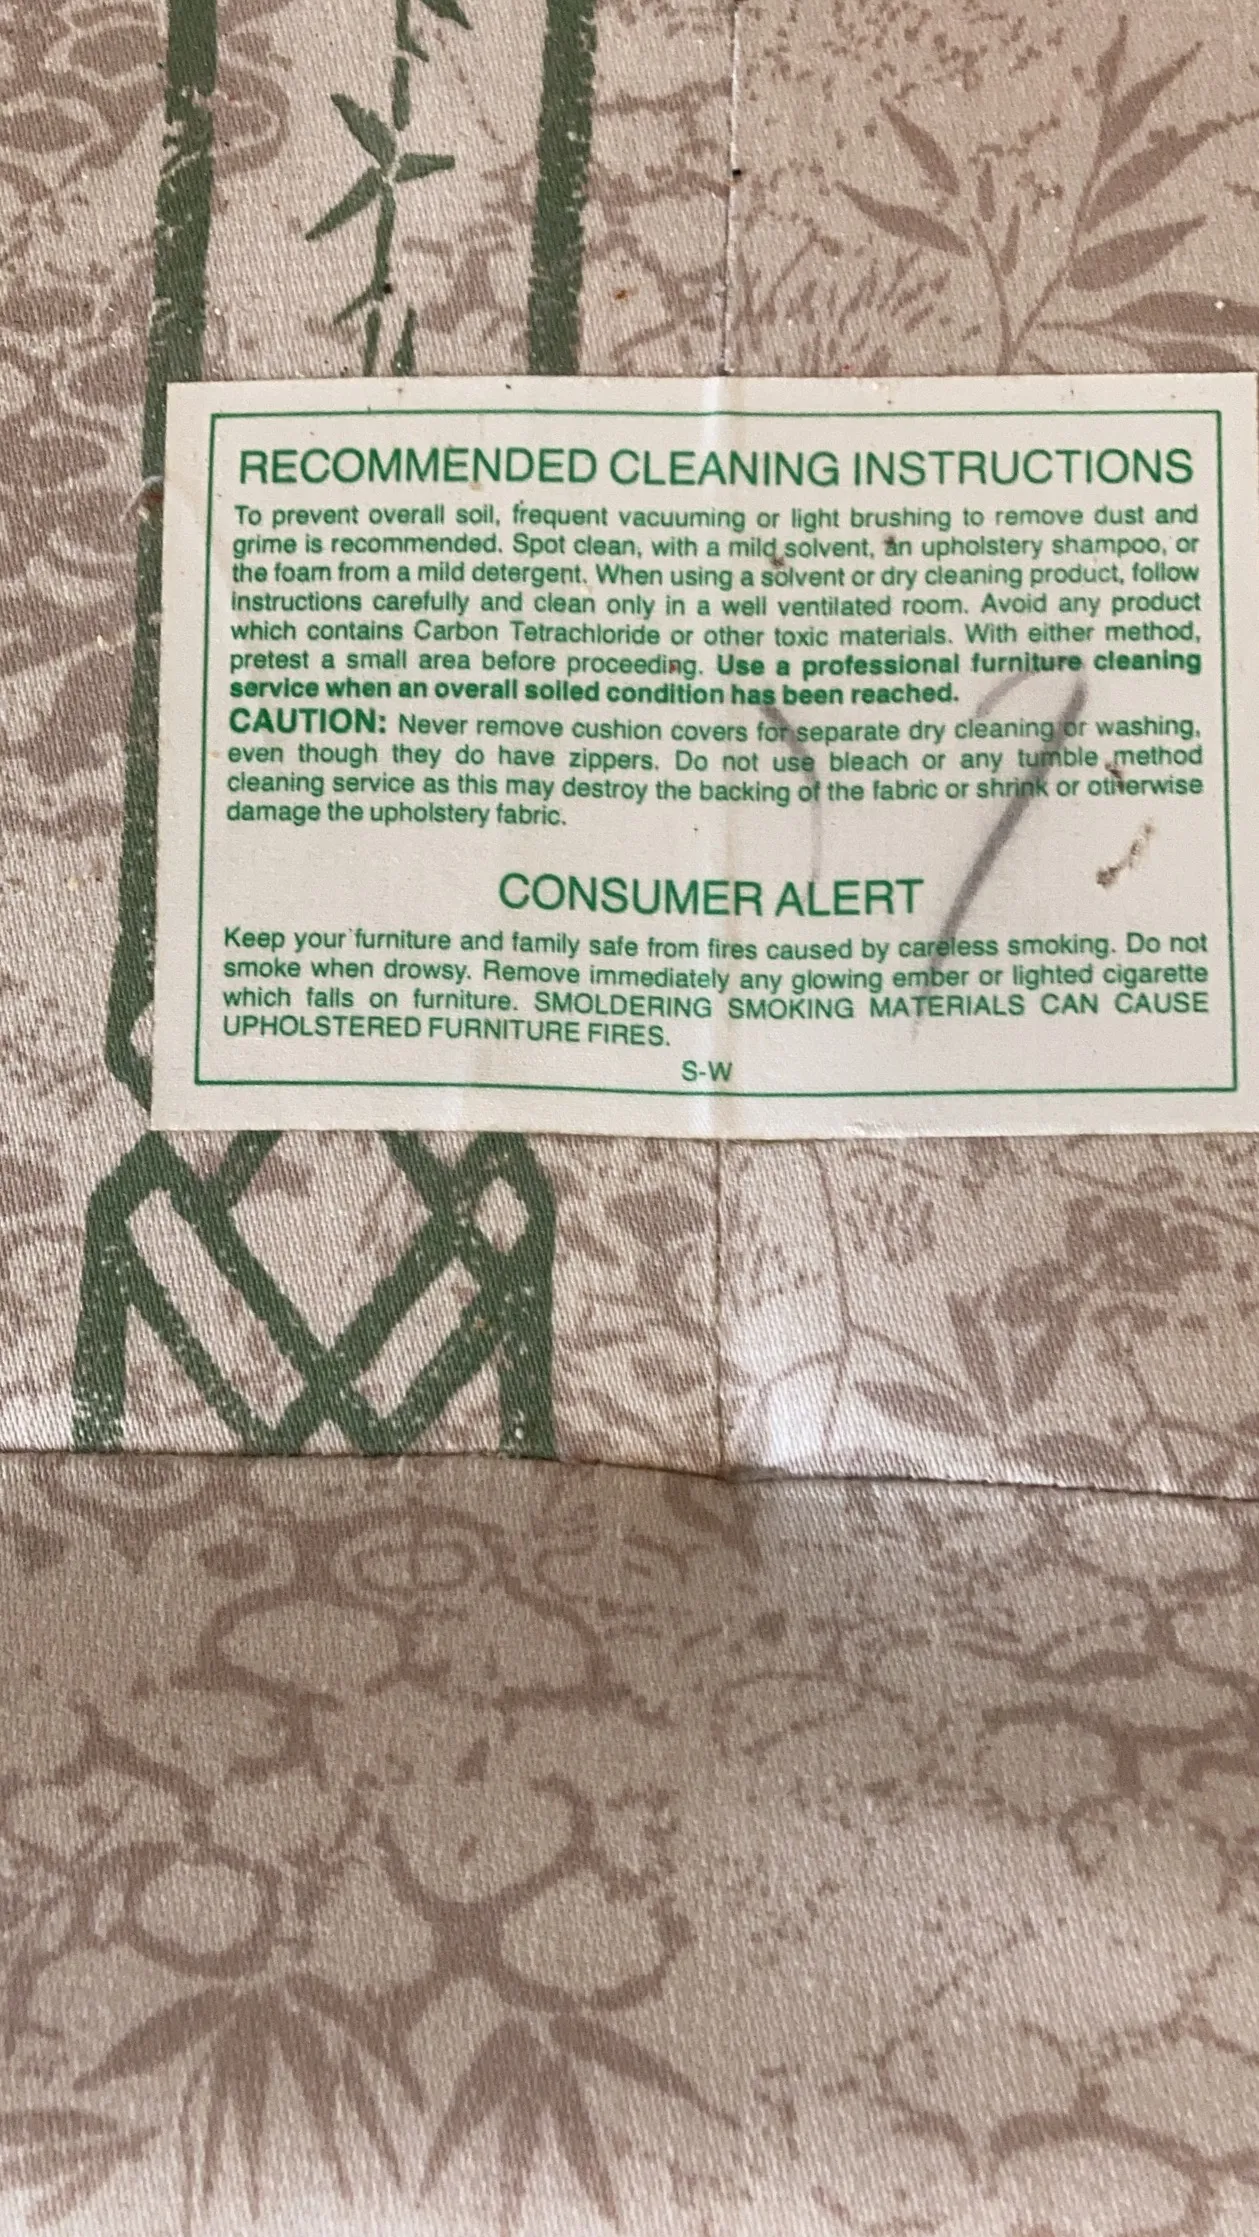 RECOMMENDED CLEANING INSTRUCTIONS
To prevent overall soil, frequent vacuuming or light brushing to remove dust and
grime is recommended. Spot clean, with a mild solvent, an upholstery shampoo, or
the foam from a mild detergent. When using a solvent or dry cleaning product, follow
instructions carefully and clean only in a well ventilated room. Avoid any product
which contains Carbon Tetrachloride or other toxic materials. With either method,
pretest a small area before proceeding. Use a professional furniture cleaning
service when an overall soiled condition has been reached.
CAUTION: Never remove cushion covers for separate dry cleaning or washing,
even though they do have zippers. Do not use bleach or any tumble method
cleaning service as this may destroy the backing of the fabric or shrink or otherwise
damage the upholstery fabric.
CONSUMER ALERT
Keep your furniture and family safe from fires caused by careless smoking. Do not
smoke when drowsy. Remove immediately any glowing ember or lighted cigarette
which falls on furniture. SMOLDERING SMOKING MATERIALS CAN CAUSE
UPHOLSTERED FURNITURE FIRES.
S-W